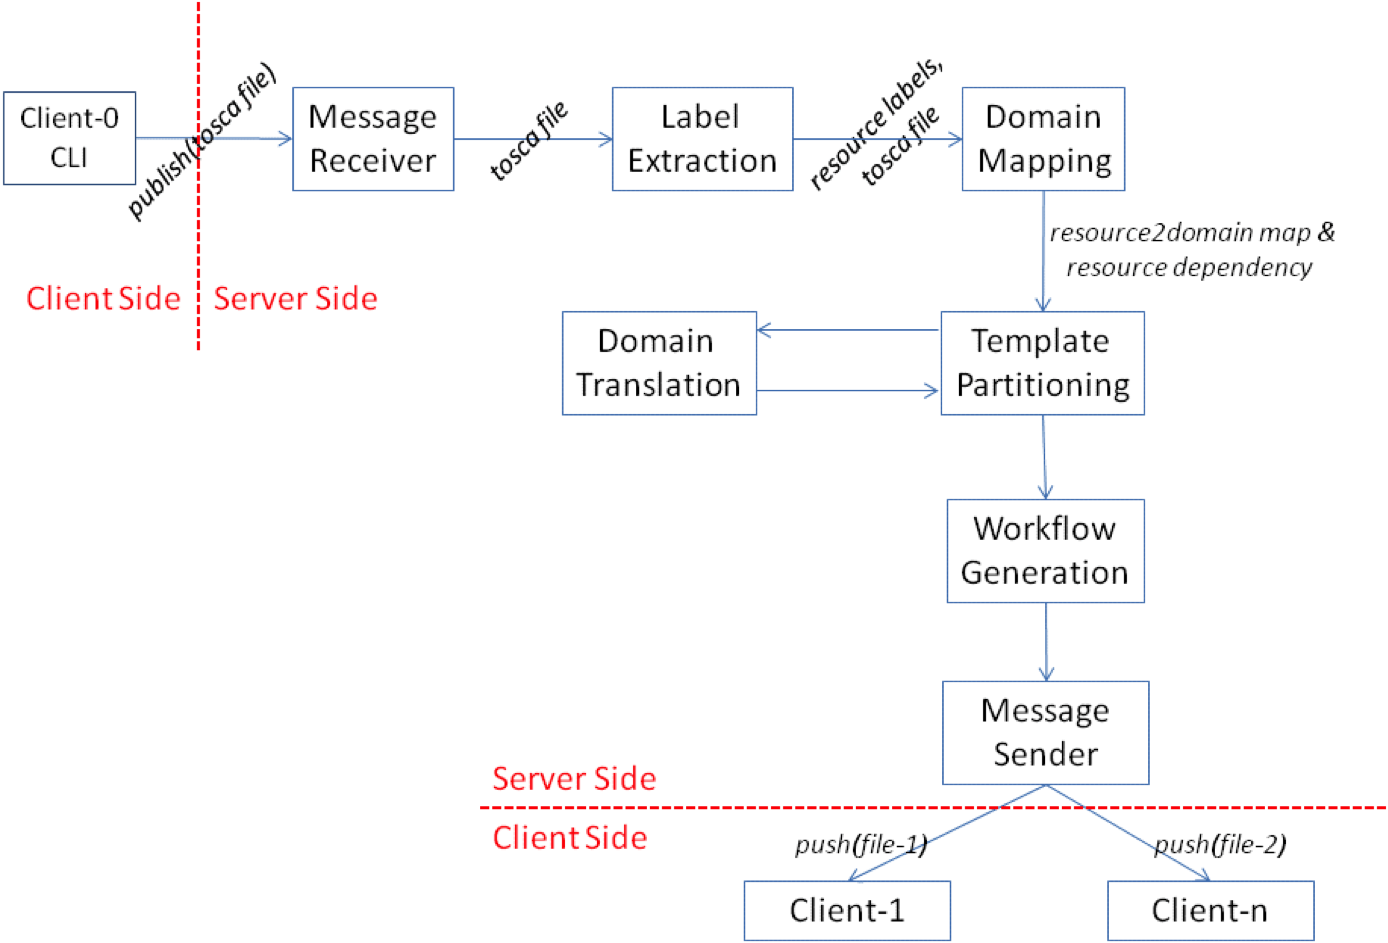 Client-0
CLI
publish(tosca file)
Message
Receiver
tosca file
Label
Extraction
resource labels,
tosca file
Domain
Mapping
resource2domain map &
resource dependency
Client Side
Server Side
Domain
Translation
Template
Partitioning
Workflow
Generation
Message
Sender
Server Side
Client Side
push(file-1)
push(file-2)
Client-1
Client-n